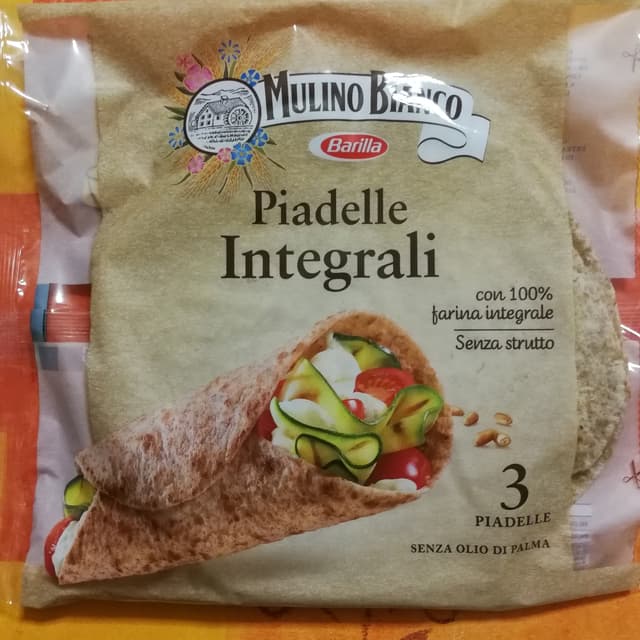 MULINO BIANCO
Barilla
Piadelle
Integrali
con 100%
farina integrale
Senza strutto
3
PIADELLE
SENZA OLIO DI PALMA